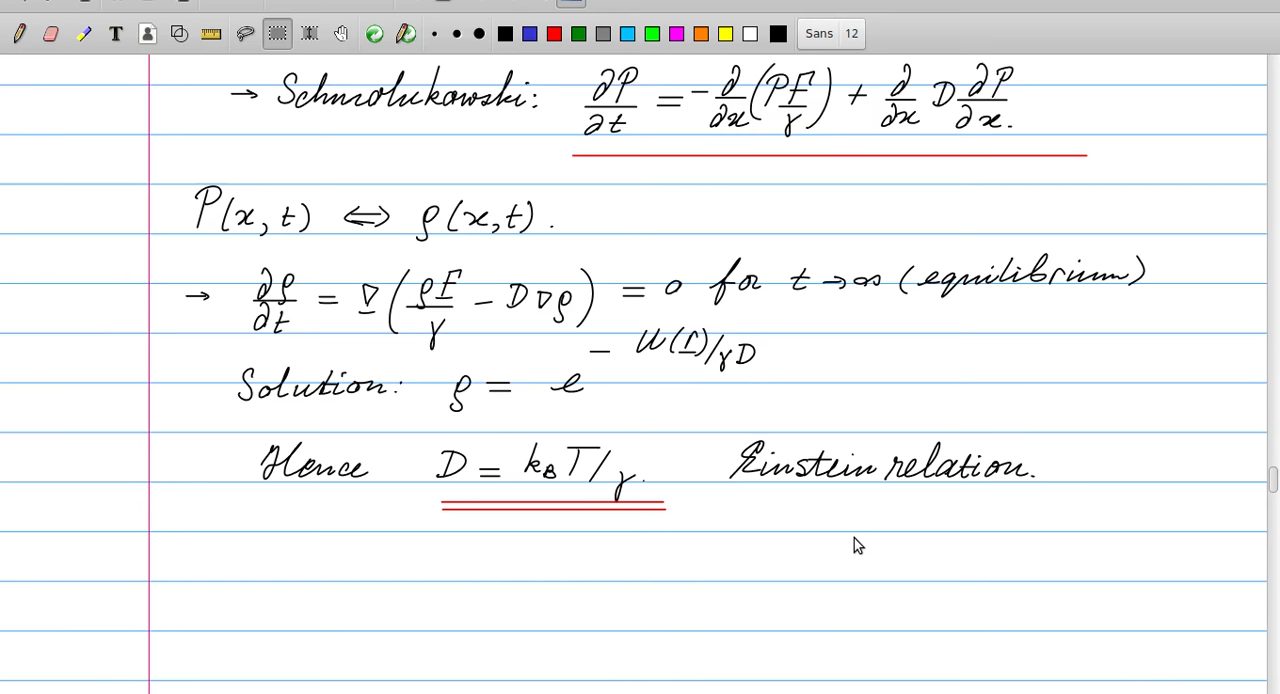 Sans 12
→ Schmolukowski: ∂P/∂t = -∂/∂x (PF/γ) + ∂/∂x D ∂P/∂x.
P(x, t) ⇔ ρ(x, t).
→ ∂ρ/∂t = ∇ (ρF/γ - D∇ρ) = 0 for t → ∞ (equilibrium)
Solution: ρ = e^{- U(r)/γD}
Hence D = k_B T/γ. Einstein relation.